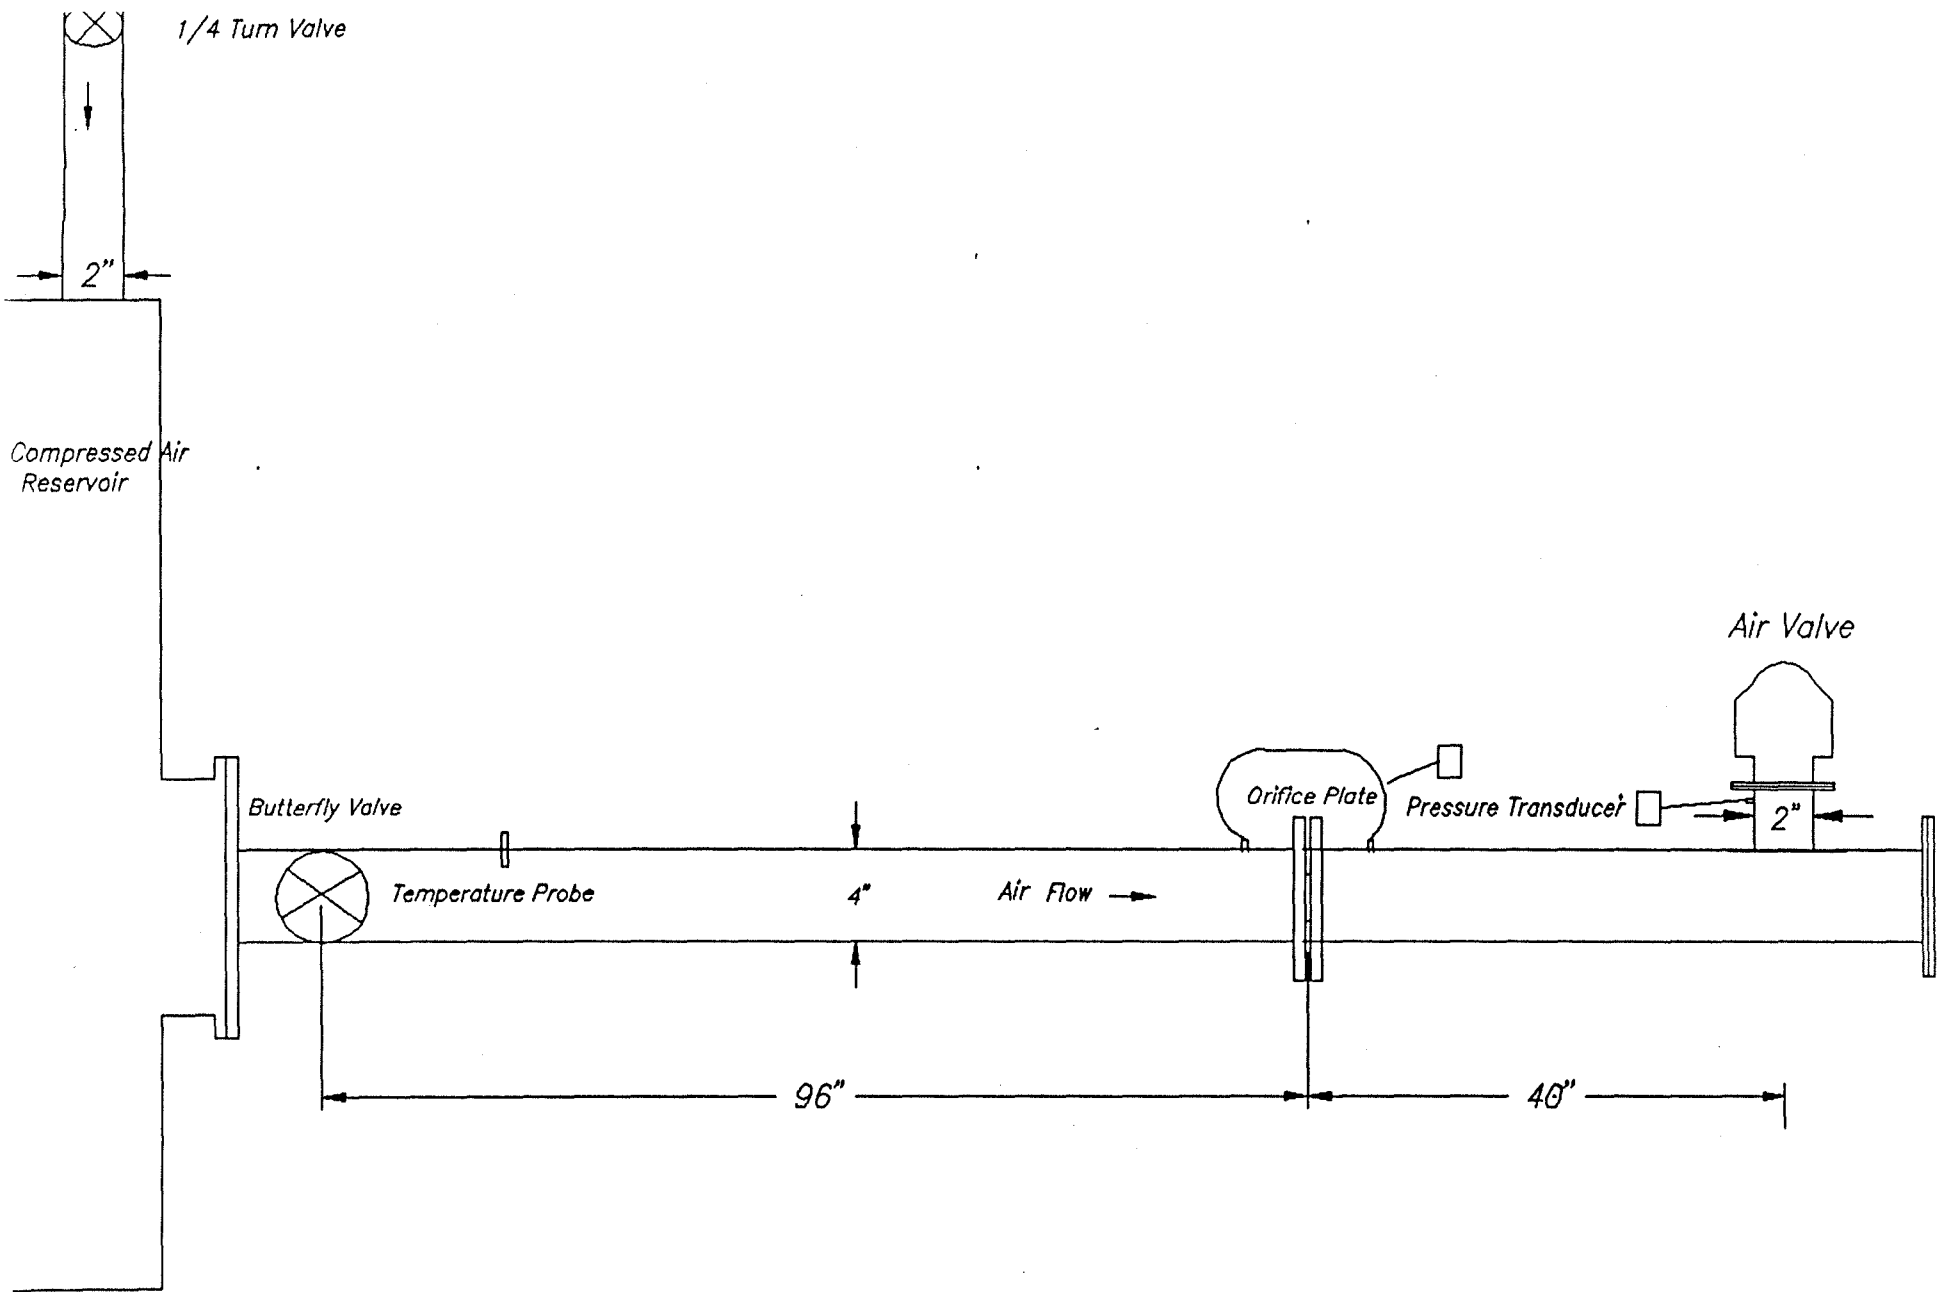 1/4 Turn Valve
2"
Compressed Air
Reservoir
Air Valve
Butterfly Valve
Orifice Plate
Pressure Transducer
2"
Temperature Probe
4"
Air Flow
96"
40"